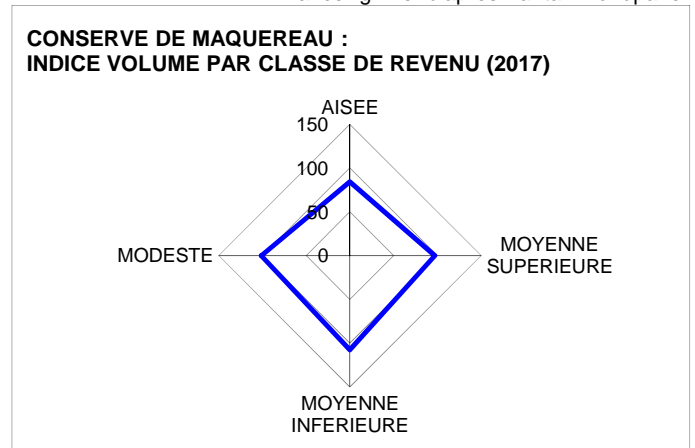 CONSERVE DE MAQUEREAU :
INDICE VOLUME PAR CLASSE DE REVENU (2017)
AISEE
150
100
50
0
MODESTE
MOYENNE
SUPERIEURE
MOYENNE
INFERIEURE